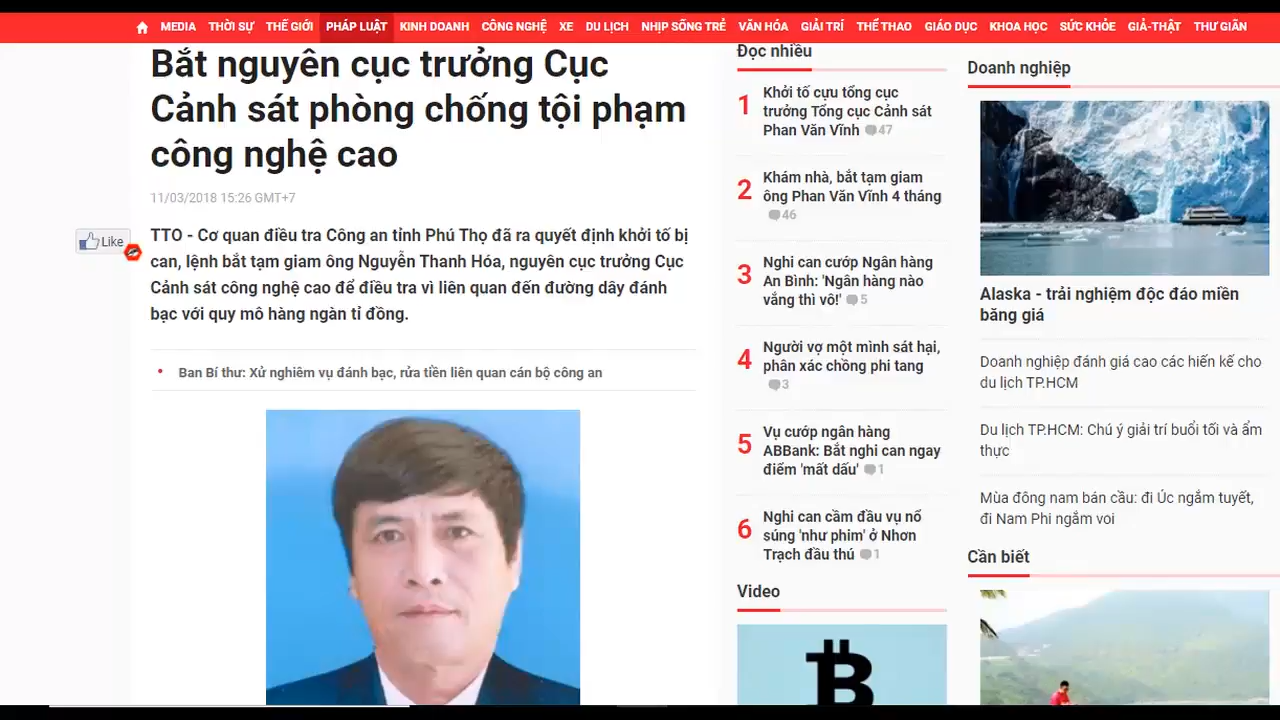 MEDIA THỜI SỰ THẾ GIỚI PHÁP LUẬT KINH DOANH CÔNG NGHỆ XE DU LỊCH NHỊP SỐNG TRẺ VĂN HÓA GIẢI TRÍ THỂ THAO GIÁO DỤC KHOA HỌC SỨC KHỎE GIẢ-THẬT THƯ GIÃN
Bắt nguyên cục trưởng Cục
Cảnh sát phòng chống tội phạm
công nghệ cao
11/03/2018 15:26 GMT+7
Like
TTO - Cơ quan điều tra Công an tỉnh Phú Thọ đã ra quyết định khởi tố bị
can, lệnh bắt tạm giam ông Nguyễn Thanh Hóa, nguyên cục trưởng Cục
Cảnh sát công nghệ cao để điều tra vì liên quan đến đường dây đánh
bạc với quy mô hàng ngàn tỉ đồng.
Ban Bí thư: Xử nghiêm vụ đánh bạc, rửa tiền liên quan cán bộ công an
Đọc nhiều
1 Khởi tố cựu tổng cục
trưởng Tổng cục Cảnh sát
Phan Văn Vĩnh 47
2 Khám nhà, bắt tạm giam
ông Phan Văn Vĩnh 4 tháng
46
3 Nghi can cướp Ngân hàng
An Bình: 'Ngân hàng nào
vắng thì vô!' 5
4 Người vợ một mình sát hại,
phân xác chồng phi tang
3
5 Vụ cướp ngân hàng
ABBank: Bắt nghi can ngay
điểm 'mất dấu' 1
6 Nghi can cầm đầu vụ nổ
súng 'như phim' ở Nhơn
Trạch đầu thú 1
Video
Doanh nghiệp
Alaska - trải nghiệm độc đáo miền
băng giá
Doanh nghiệp đánh giá cao các hiến kế cho
du lịch TP.HCM
Du lịch TP.HCM: Chú ý giải trí buổi tối và ẩm
thực
Mùa đông nam bán cầu: đi Úc ngắm tuyết,
đi Nam Phi ngắm voi
Cần biết